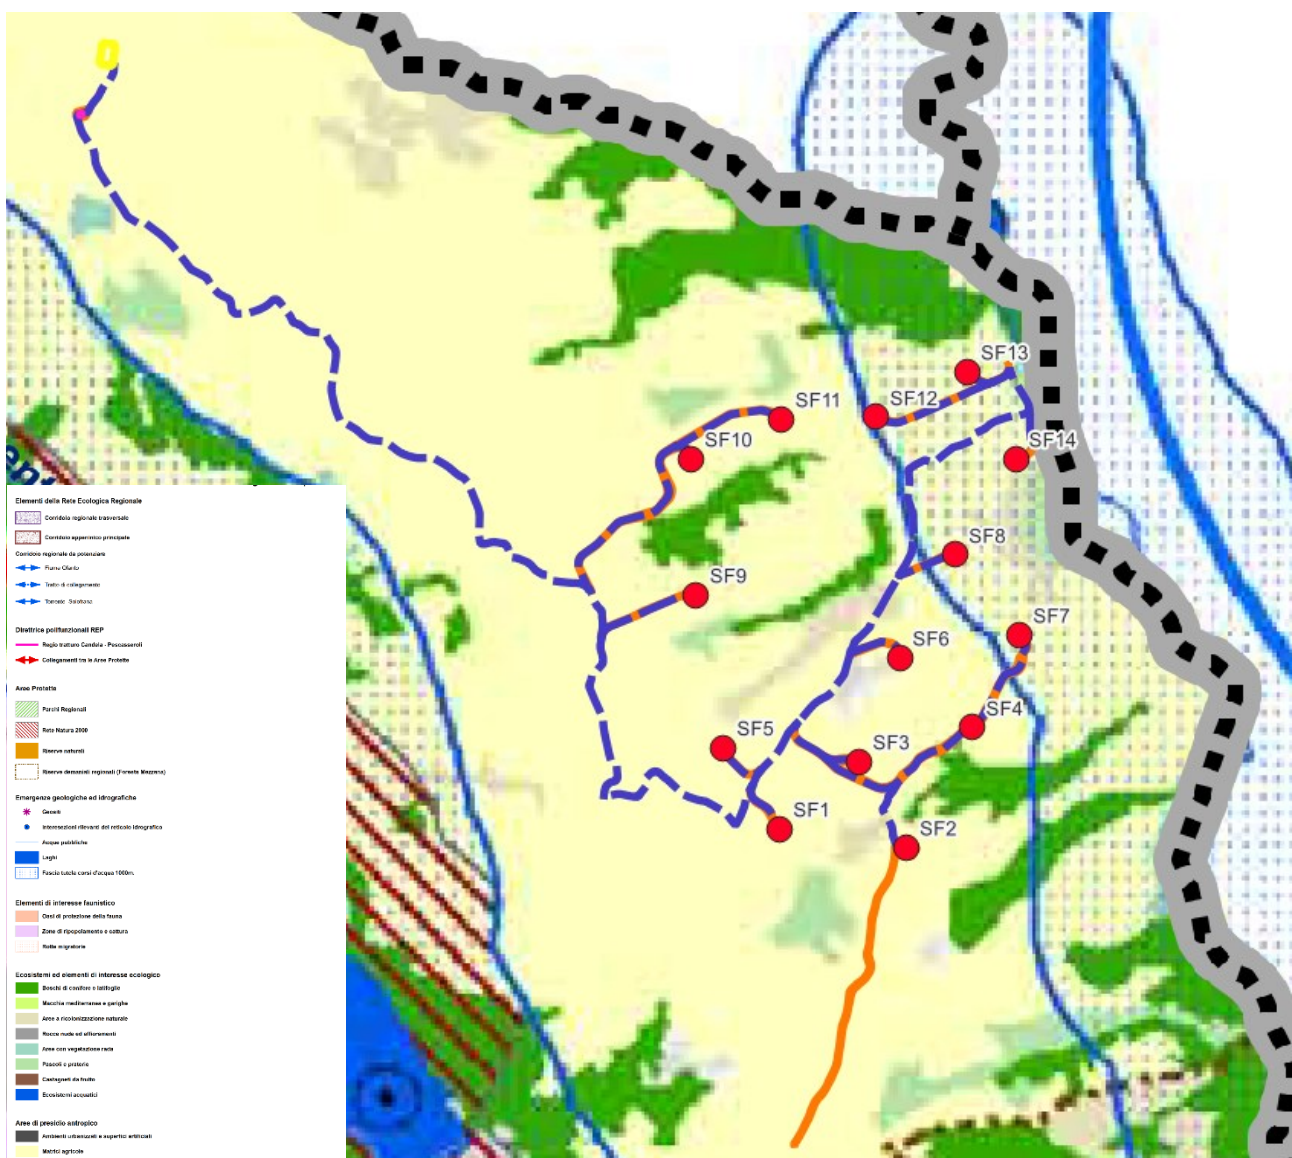 SF13
SF12
SF11
SF14
SF10
SF8
SF9
SF7
SF6
SF4
SF5
SF3
SF1
SF2
en
Elementi della Rete Ecologica Regionale
Corridoio regionale trasversale
Corridoio appenninico principale
Corridoio regionale da potenziare
Fiume Ofanto
Tratto di collegamento
Torrente
Direttrice polifunzionali REP
Regio tratturo Candela - Pescasseroli
Collegamenti tra le Aree Protette
Aree Protette
Parchi Regionali
Rete Natura 2000
Riserve naturali
Riserve demaniali regionali (Foresta Mezzana)
Emergenze geologiche ed idrografiche
Geositi
Intersezioni rilevanti del reticolo idrografico
Acque pubbliche
Laghi
Fascia tutela corsi d'acqua 1000m.
Elementi di interesse faunistico
Oasi di protezione della fauna
Zone di ripopolamento e cattura
Rotte migratorie
Ecosistemi ed elementi di interesse ecologico
Boschi di conifere e latifoglie
Macchia mediterranea e garighe
Aree a ricolonizzazione naturale
Rocce nude ed affioramenti
Aree con vegetazione rada
Pascoli e praterie
Castagneti da frutto
Ecosistemi acquatici
Aree di presidio antropico
Ambienti urbanizzati e superfici artificiali
Matrici agricole